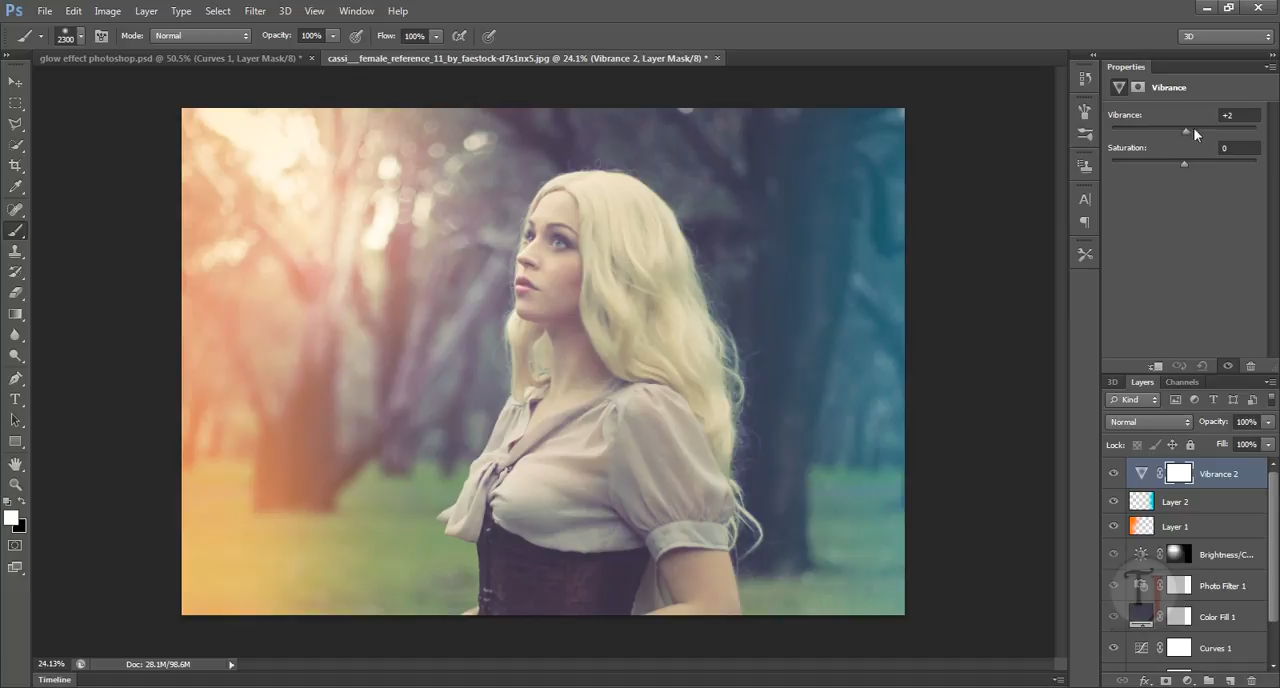 Ps File Edit Image Layer Type Select Filter 3D View Window Help
2300 Mode: Normal Opacity: 100% Flow: 100% 3D
glow effect photoshop.psd @ 50.5% (Curves 1, Layer Mask/8) * × cassi__female_reference_11_by_faestock-d7s1nx5.jpg @ 24.1% (Vibrance 2, Layer Mask/8) * ×
Properties
Vibrance
Vibrance: +2
Saturation: 0
3D Layers Channels
Kind
Normal Opacity: 100%
Lock: Fill: 100%
Vibrance 2
Layer 2
Layer 1
Brightness/C...
Photo Filter 1
Color Fill 1
Curves 1
24.13% Doc: 28.1M/98.6M
Timeline